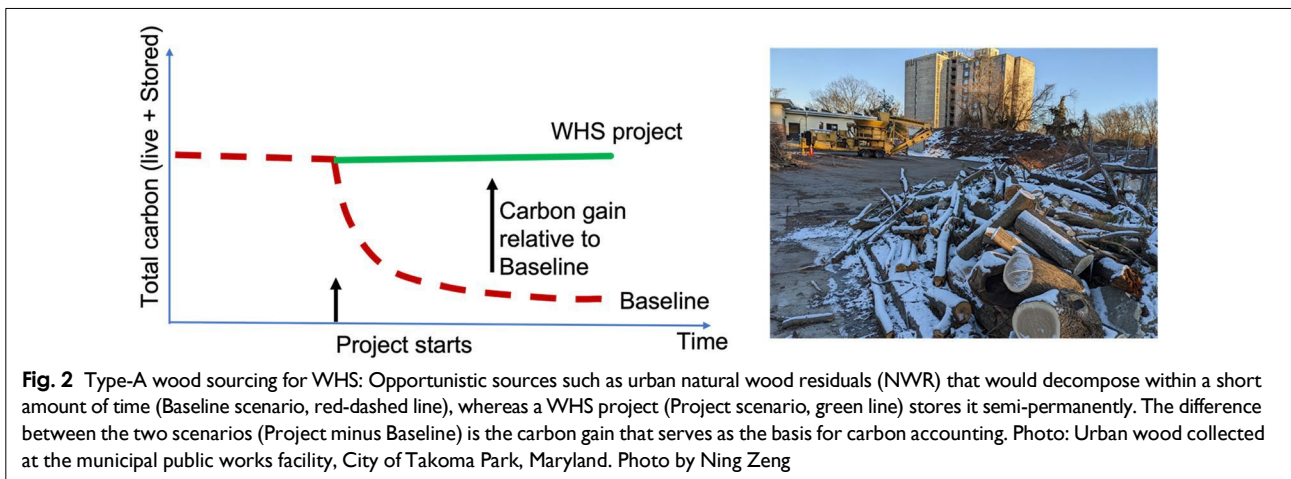 Total carbon (live + Stored)
WHS project
Carbon gain
relative to
Baseline
Baseline
Time
Project starts
Fig. 2 Type-A wood sourcing for WHS: Opportunistic sources such as urban natural wood residuals (NWR) that would decompose within a short
amount of time (Baseline scenario, red-dashed line), whereas a WHS project (Project scenario, green line) stores it semi-permanently. The difference
between the two scenarios (Project minus Baseline) is the carbon gain that serves as the basis for carbon accounting. Photo: Urban wood collected
at the municipal public works facility, City of Takoma Park, Maryland. Photo by Ning Zeng